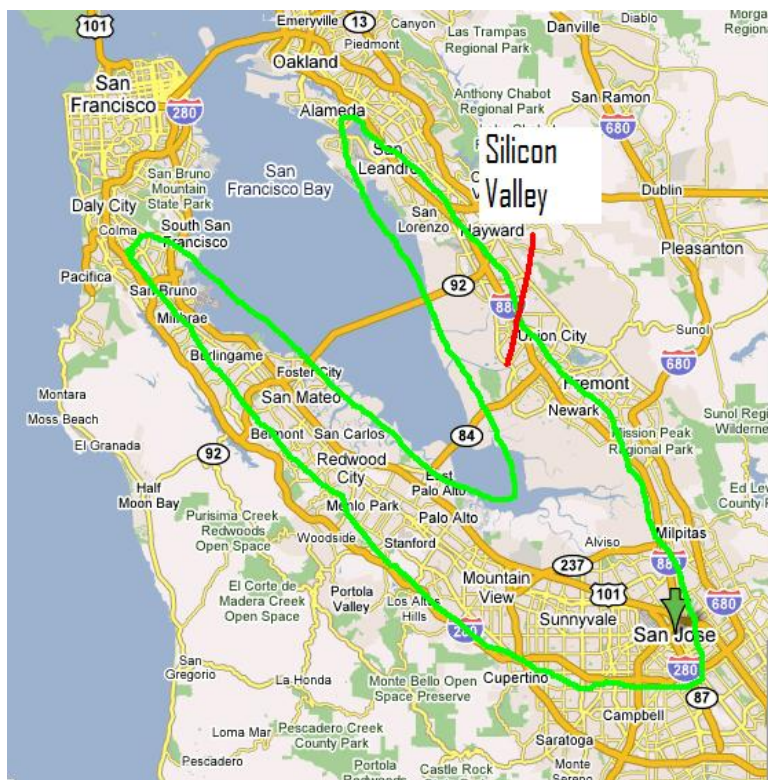 Emeryville
13
Canyon
Las Trampas
Regional Park
Diablo
Danville
101
Piedmont
Oakland
San
Francisco
280
Alameda
Anthony Chabot
Regional Park
San Ramon
680
San
Leandro
Silicon
Valley
San
Francisco Bay
San Bruno
Mountain
State Park
Dublin
Daly City
Colma
South San
Francisco
San
Lorenzo
Hayward
Pleasanton
Pacifica
San Bruno
92
880
Millbrae
Union City
Sunol
Burlingame
Foster City
680
Fremont
Montara
Moss Beach
San Mateo
Newark
El Granada
Belmont
San Carlos
84
Mission Peak
Regional Park
Sunol Reg
Wilderness
92
Redwood
City
East
Palo Alto
Half
Moon Bay
Menlo Park
Palo Alto
Milpitas
Purisima Creek
Redwoods
Open Space
Woodside
Stanford
Alviso
237
880
El Corte de
Madera Creek
Open Space
Portola
Valley
Mountain
View
101
680
Los Altos
Hills
Sunnyvale
San Jose
280
280
San
Gregorio
La Honda
Monte Bello Open
Space Preserve
Cupertino
87
Campbell
Loma Mar
Pescadero Creek
County Park
Saratoga
Pescadero
Portola
Castle Rock
Monte